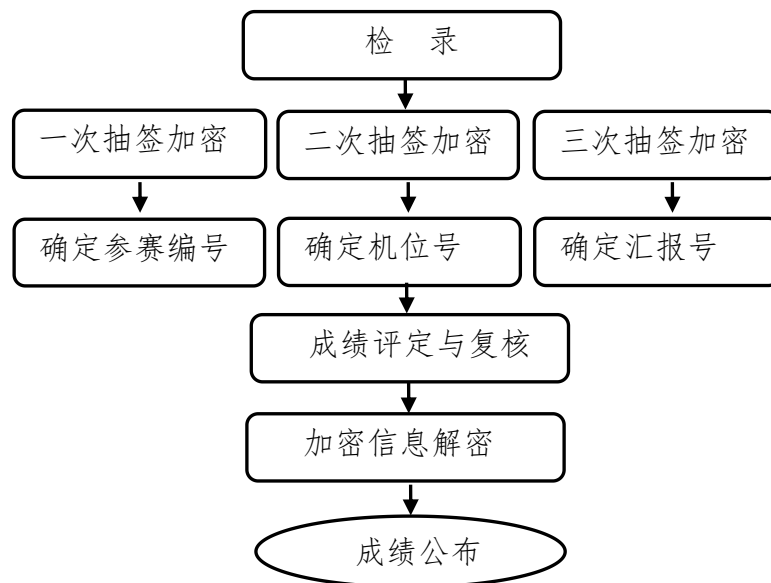 检 录
一次抽签加密
二次抽签加密
三次抽签加密
确定参赛编号
确定机位号
确定汇报号
成绩评定与复核
加密信息解密
成绩公布